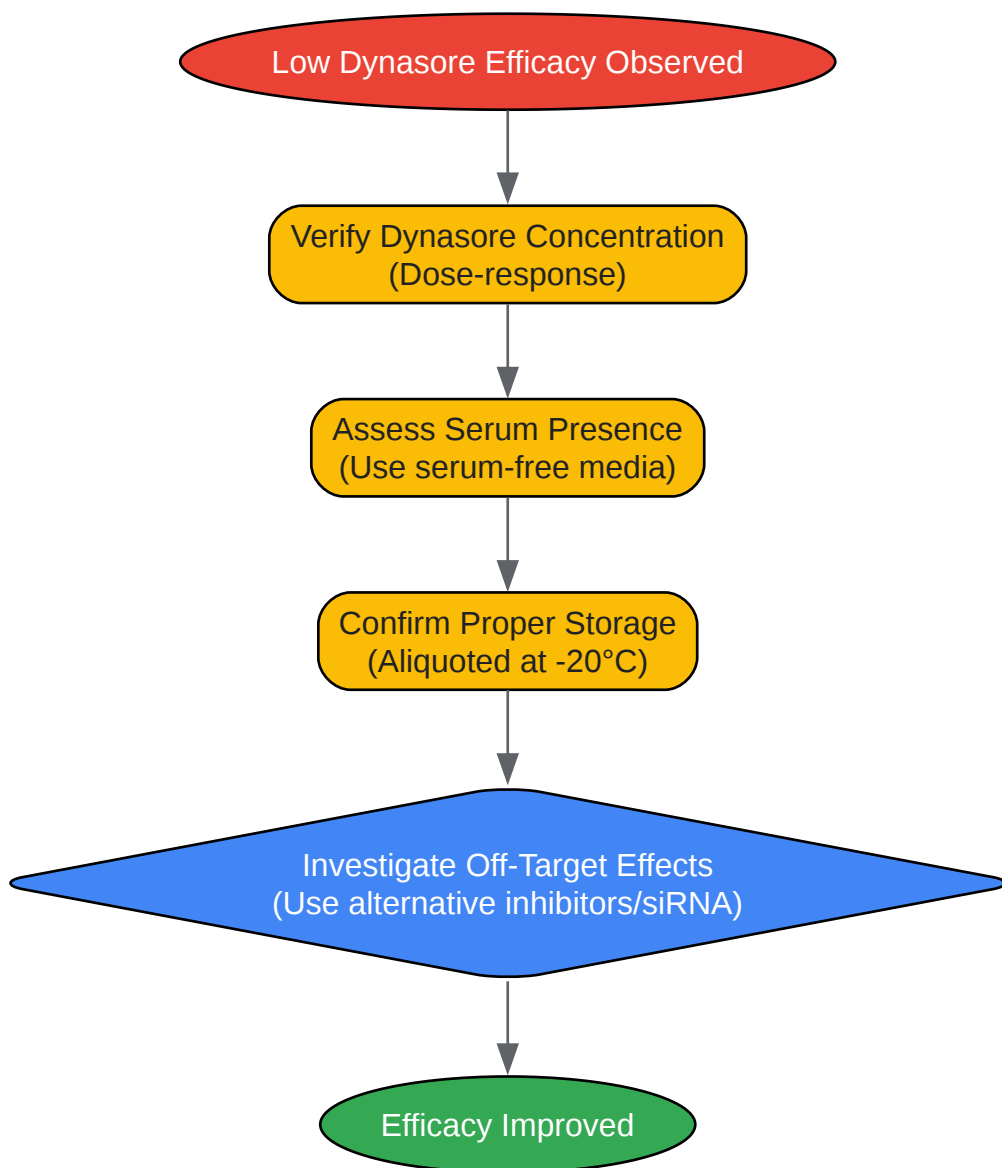 Low Dynasore Efficacy Observed
Verify Dynasore Concentration
(Dose-response)
Assess Serum Presence
(Use serum-free media)
Confirm Proper Storage
(Aliquoted at -20°C)
Investigate Off-Target Effects
(Use alternative inhibitors/siRNA)
Efficacy Improved